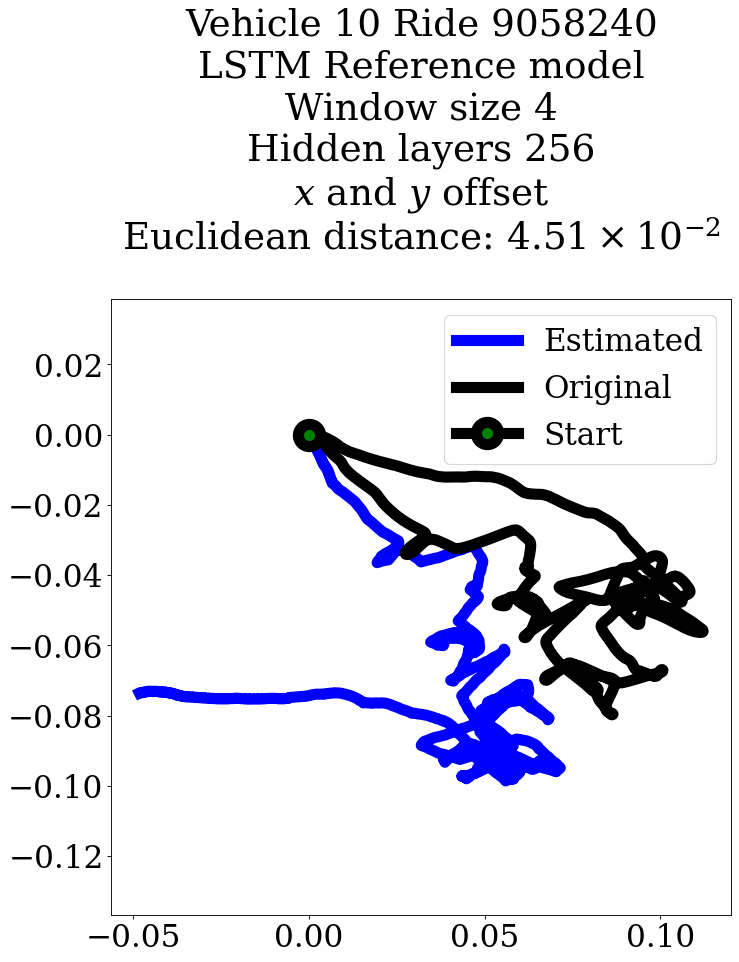 Vehicle 10 Ride 9058240
LSTM Reference model
Window size 4
Hidden layers 256
x and y offset
Euclidean distance: 4.51 × 10⁻²
Estimated
Original
Start
0.02
0.00
−0.02
−0.04
−0.06
−0.08
−0.10
−0.12
−0.05 0.00 0.05 0.10